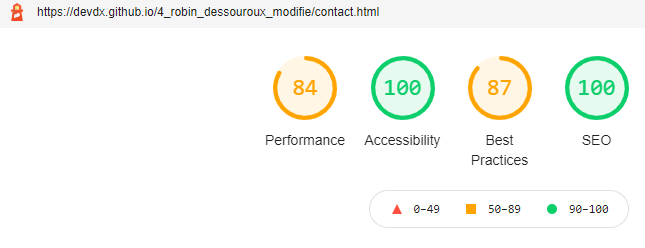 https://devdx.github.io/4_robin_dessouroux_modifie/contact.html
84 100 87 100
Performance Accessibility Best Practices SEO
0–49 50–89 90–100